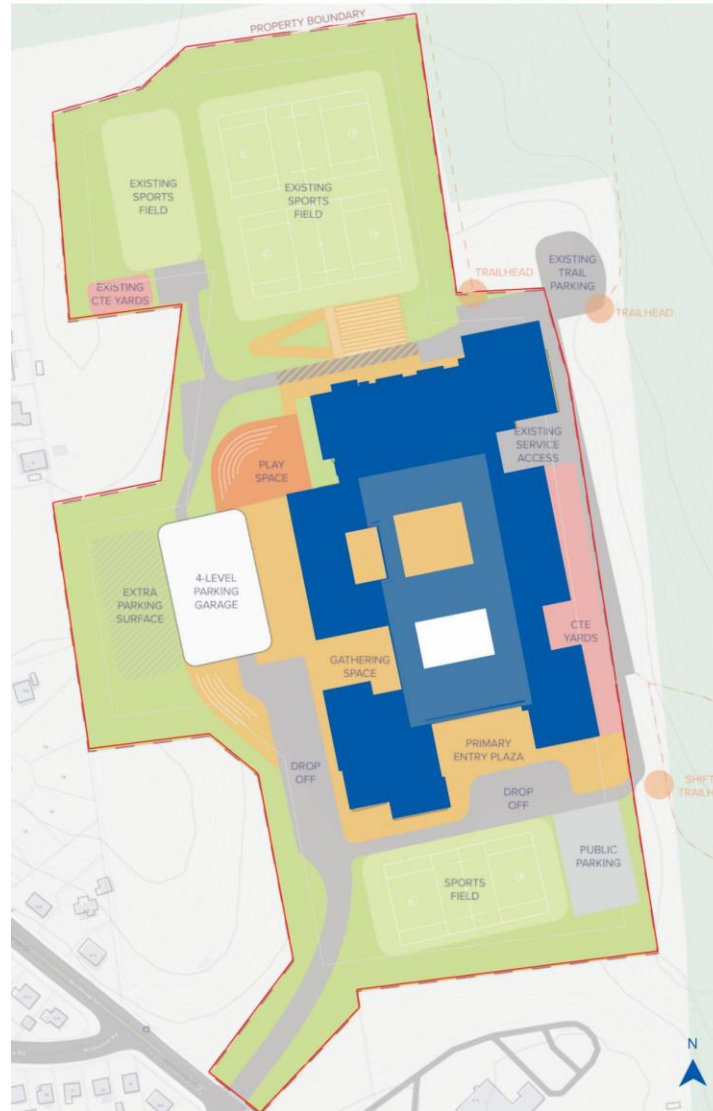 PROPERTY BOUNDARY
EXISTING
SPORTS
FIELD
EXISTING
SPORTS
FIELD
EXISTING
CTE YARDS
TRAILHEAD
EXISTING
TRAIL
PARKING
TRAILHEAD
EXISTING
SERVICE
ACCESS
PLAY
SPACE
4-LEVEL
PARKING
GARAGE
EXTRA
PARKING
SURFACE
CTE
YARDS
GATHERING
SPACE
PRIMARY
ENTRY PLAZA
DROP
OFF
DROP
OFF
SHIFT
TRAILH
PUBLIC
PARKING
SPORTS
FIELD
N